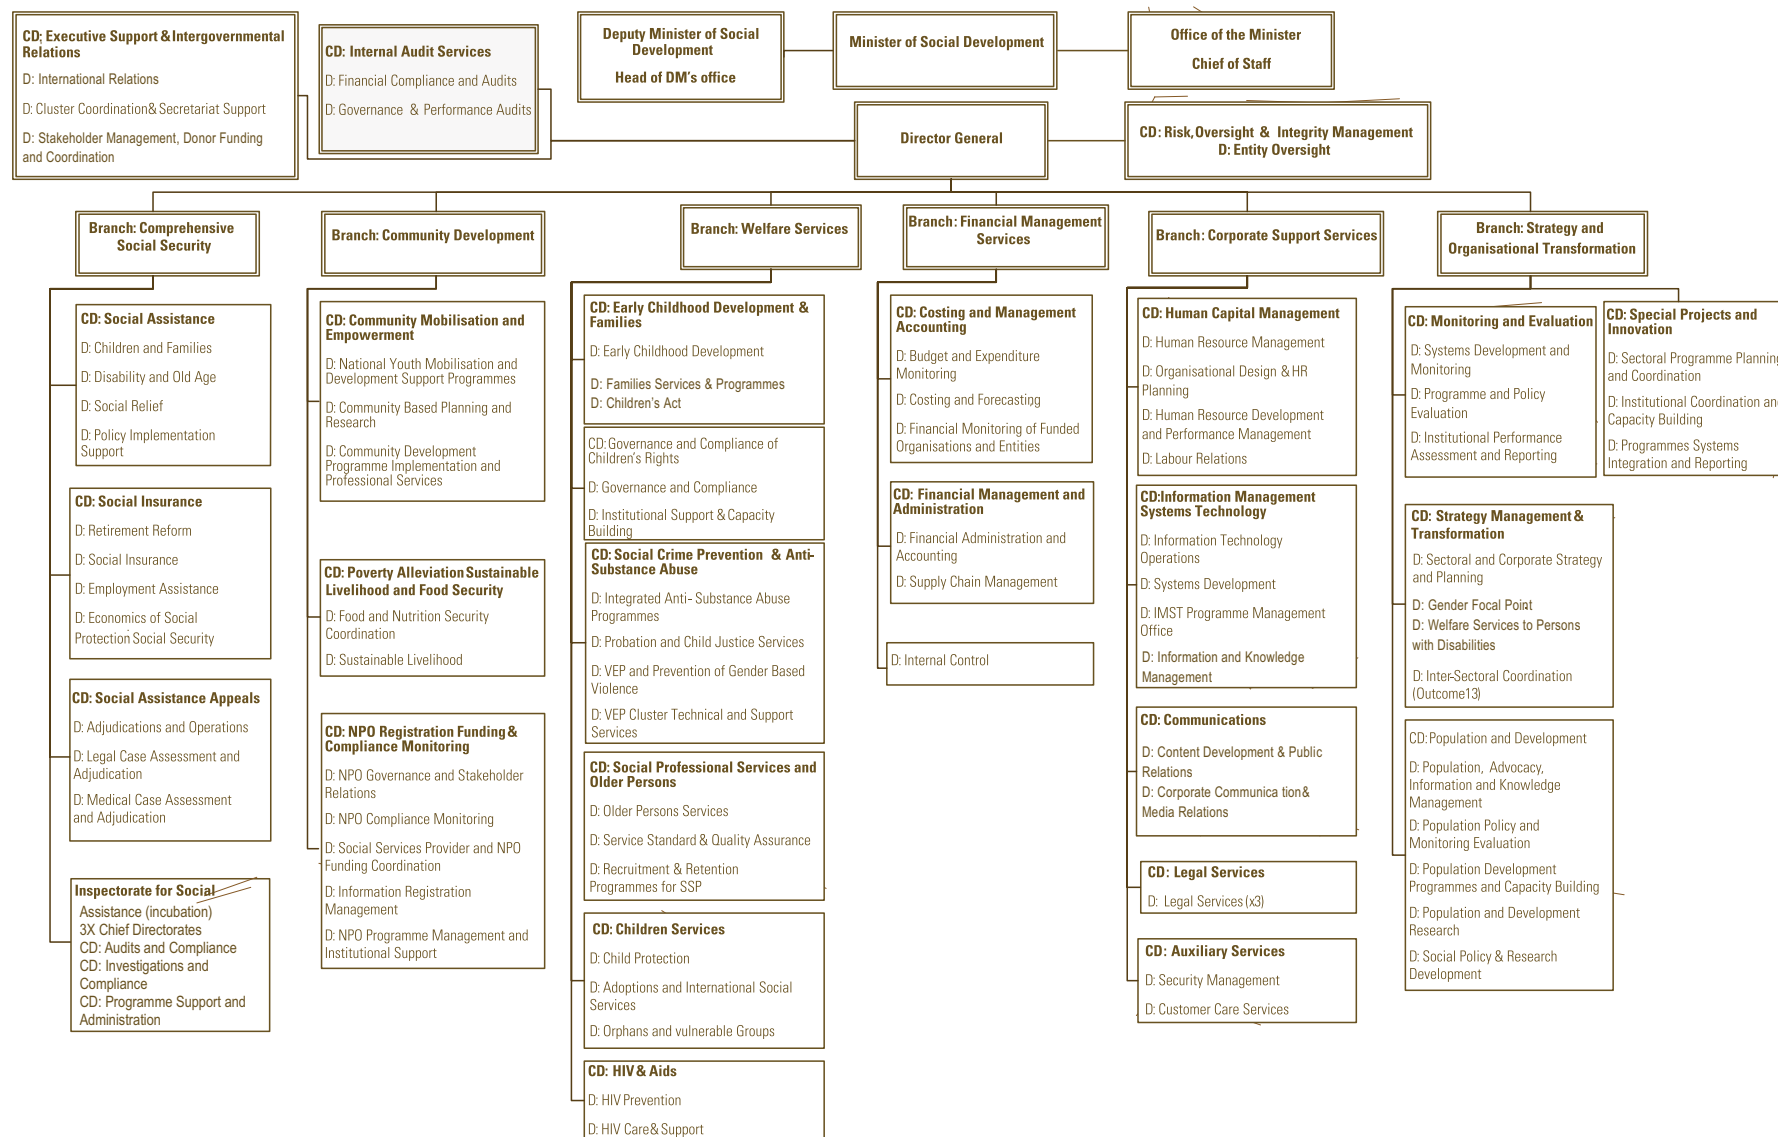 CD: Executive Support & Intergovernmental
Relations
D: International Relations
D: Cluster Coordination & Secretariat Support
D: Stakeholder Management, Donor Funding
and Coordination
CD: Internal Audit Services
D: Financial Compliance and Audits
D: Governance & Performance Audits
Deputy Minister of Social
Development
Head of DM's office
Minister of Social Development
Office of the Minister
Chief of Staff
Director General
CD: Risk, Oversight & Integrity Management
D: Entity Oversight
Branch: Comprehensive
Social Security
CD: Social Assistance
D: Children and Families
D: Disability and Old Age
D: Social Relief
D: Policy Implementation
Support
CD: Social Insurance
D: Retirement Reform
D: Social Insurance
D: Employment Assistance
D: Economics of Social
Protection Social Security
CD: Social Assistance Appeals
D: Adjudications and Operations
D: Legal Case Assessment and
Adjudication
D: Medical Case Assessment
and Adjudication
Inspectorate for Social
Assistance (incubation)
3X Chief Directorates
CD: Audits and Compliance
CD: Investigations and
Compliance
CD: Programme Support and
Administration
Branch: Community Development
CD: Community Mobilisation and
Empowerment
D: National Youth Mobilisation and
Development Support Programmes
D: Community Based Planning and
Research
D: Community Development
Programme Implementation and
Professional Services
CD: Poverty Alleviation Sustainable
Livelihood and Food Security
D: Food and Nutrition Security
Coordination
D: Sustainable Livelihood
CD: NPO Registration Funding &
Compliance Monitoring
D: NPO Governance and Stakeholder
Relations
D: NPO Compliance Monitoring
D: Social Services Provider and NPO
Funding Coordination
D: Information Registration
Management
D: NPO Programme Management and
Institutional Support
Branch: Welfare Services
CD: Early Childhood Development &
Families
D: Early Childhood Development
D: Families Services & Programmes
D: Children's Act
CD: Governance and Compliance of
Children's Rights
D: Governance and Compliance
D: Institutional Support & Capacity
Building
CD: Social Crime Prevention & Anti-
Substance Abuse
D: Integrated Anti- Substance Abuse
Programmes
D: Probation and Child Justice Services
D: VEP and Prevention of Gender Based
Violence
D: VEP Cluster Technical and Support
Services
CD: Social Professional Services and
Older Persons
D: Older Persons Services
D: Service Standard & Quality Assurance
D: Recruitment & Retention
Programmes for SSP
CD: Children Services
D: Child Protection
D: Adoptions and International Social
Services
D: Orphans and vulnerable Groups
CD: HIV & Aids
D: HIV Prevention
D: HIV Care & Support
Branch: Financial Management
Services
CD: Costing and Management
Accounting
D: Budget and Expenditure
Monitoring
D: Costing and Forecasting
D: Financial Monitoring of Funded
Organisations and Entities
CD: Financial Management and
Administration
D: Financial Administration and
Accounting
D: Supply Chain Management
D: Internal Control
Branch: Corporate Support Services
CD: Human Capital Management
D: Human Resource Management
D: Organisational Design & HR
Planning
D: Human Resource Development
and Performance Management
D: Labour Relations
CD:Information Management
Systems Technology
D: Information Technology
Operations
D: Systems Development
D: IMST Programme Management
Office
D: Information and Knowledge
Management
CD: Communications
D: Content Development & Public
Relations
D: Corporate Communica tion &
Media Relations
CD: Legal Services
D: Legal Services (x3)
CD: Auxiliary Services
D: Security Management
D: Customer Care Services
Branch: Strategy and
Organisational Transformation
CD: Monitoring and Evaluation
D: Systems Development and
Monitoring
D: Programme and Policy
Evaluation
D: Institutional Performance
Assessment and Reporting
CD: Special Projects and
Innovation
D: Sectoral Programme Planning
and Coordination
D: Institutional Coordination and
Capacity Building
D: Programmes Systems
Integration and Reporting
CD: Strategy Management &
Transformation
D: Sectoral and Corporate Strategy
and Planning
D: Gender Focal Point
D: Welfare Services to Persons
with Disabilities
D: Inter-Sectoral Coordination
(Outcome13)
CD: Population and Development
D: Population, Advocacy,
Information and Knowledge
Management
D: Population Policy and
Monitoring Evaluation
D: Population Development
Programmes and Capacity Building
D: Population and Development
Research
D: Social Policy & Research
Development